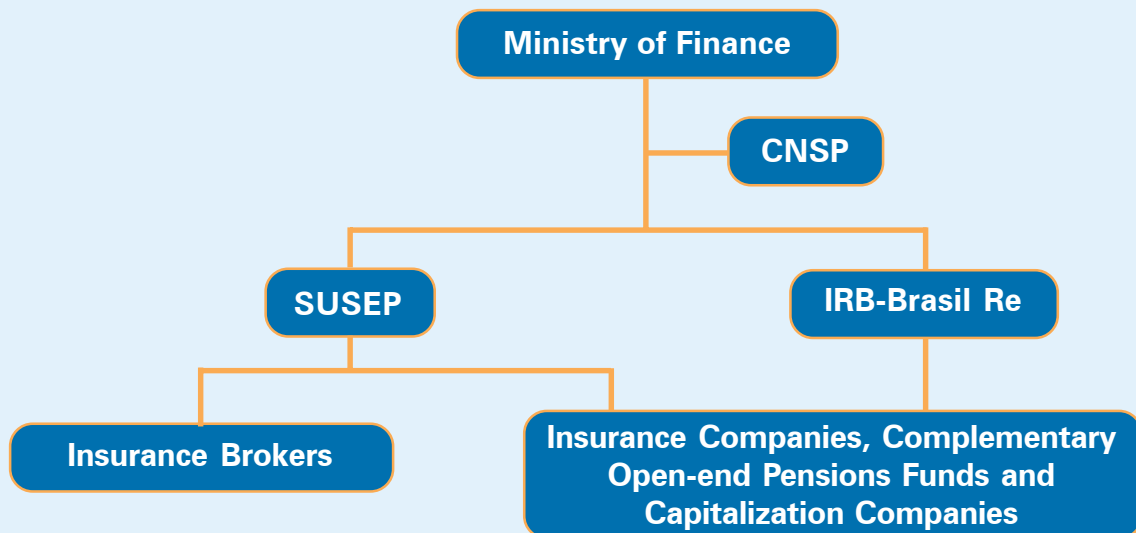 Ministry of Finance
CNSP
SUSEP
IRB-Brasil Re
Insurance Brokers
Insurance Companies, Complementary
Open-end Pensions Funds and
Capitalization Companies